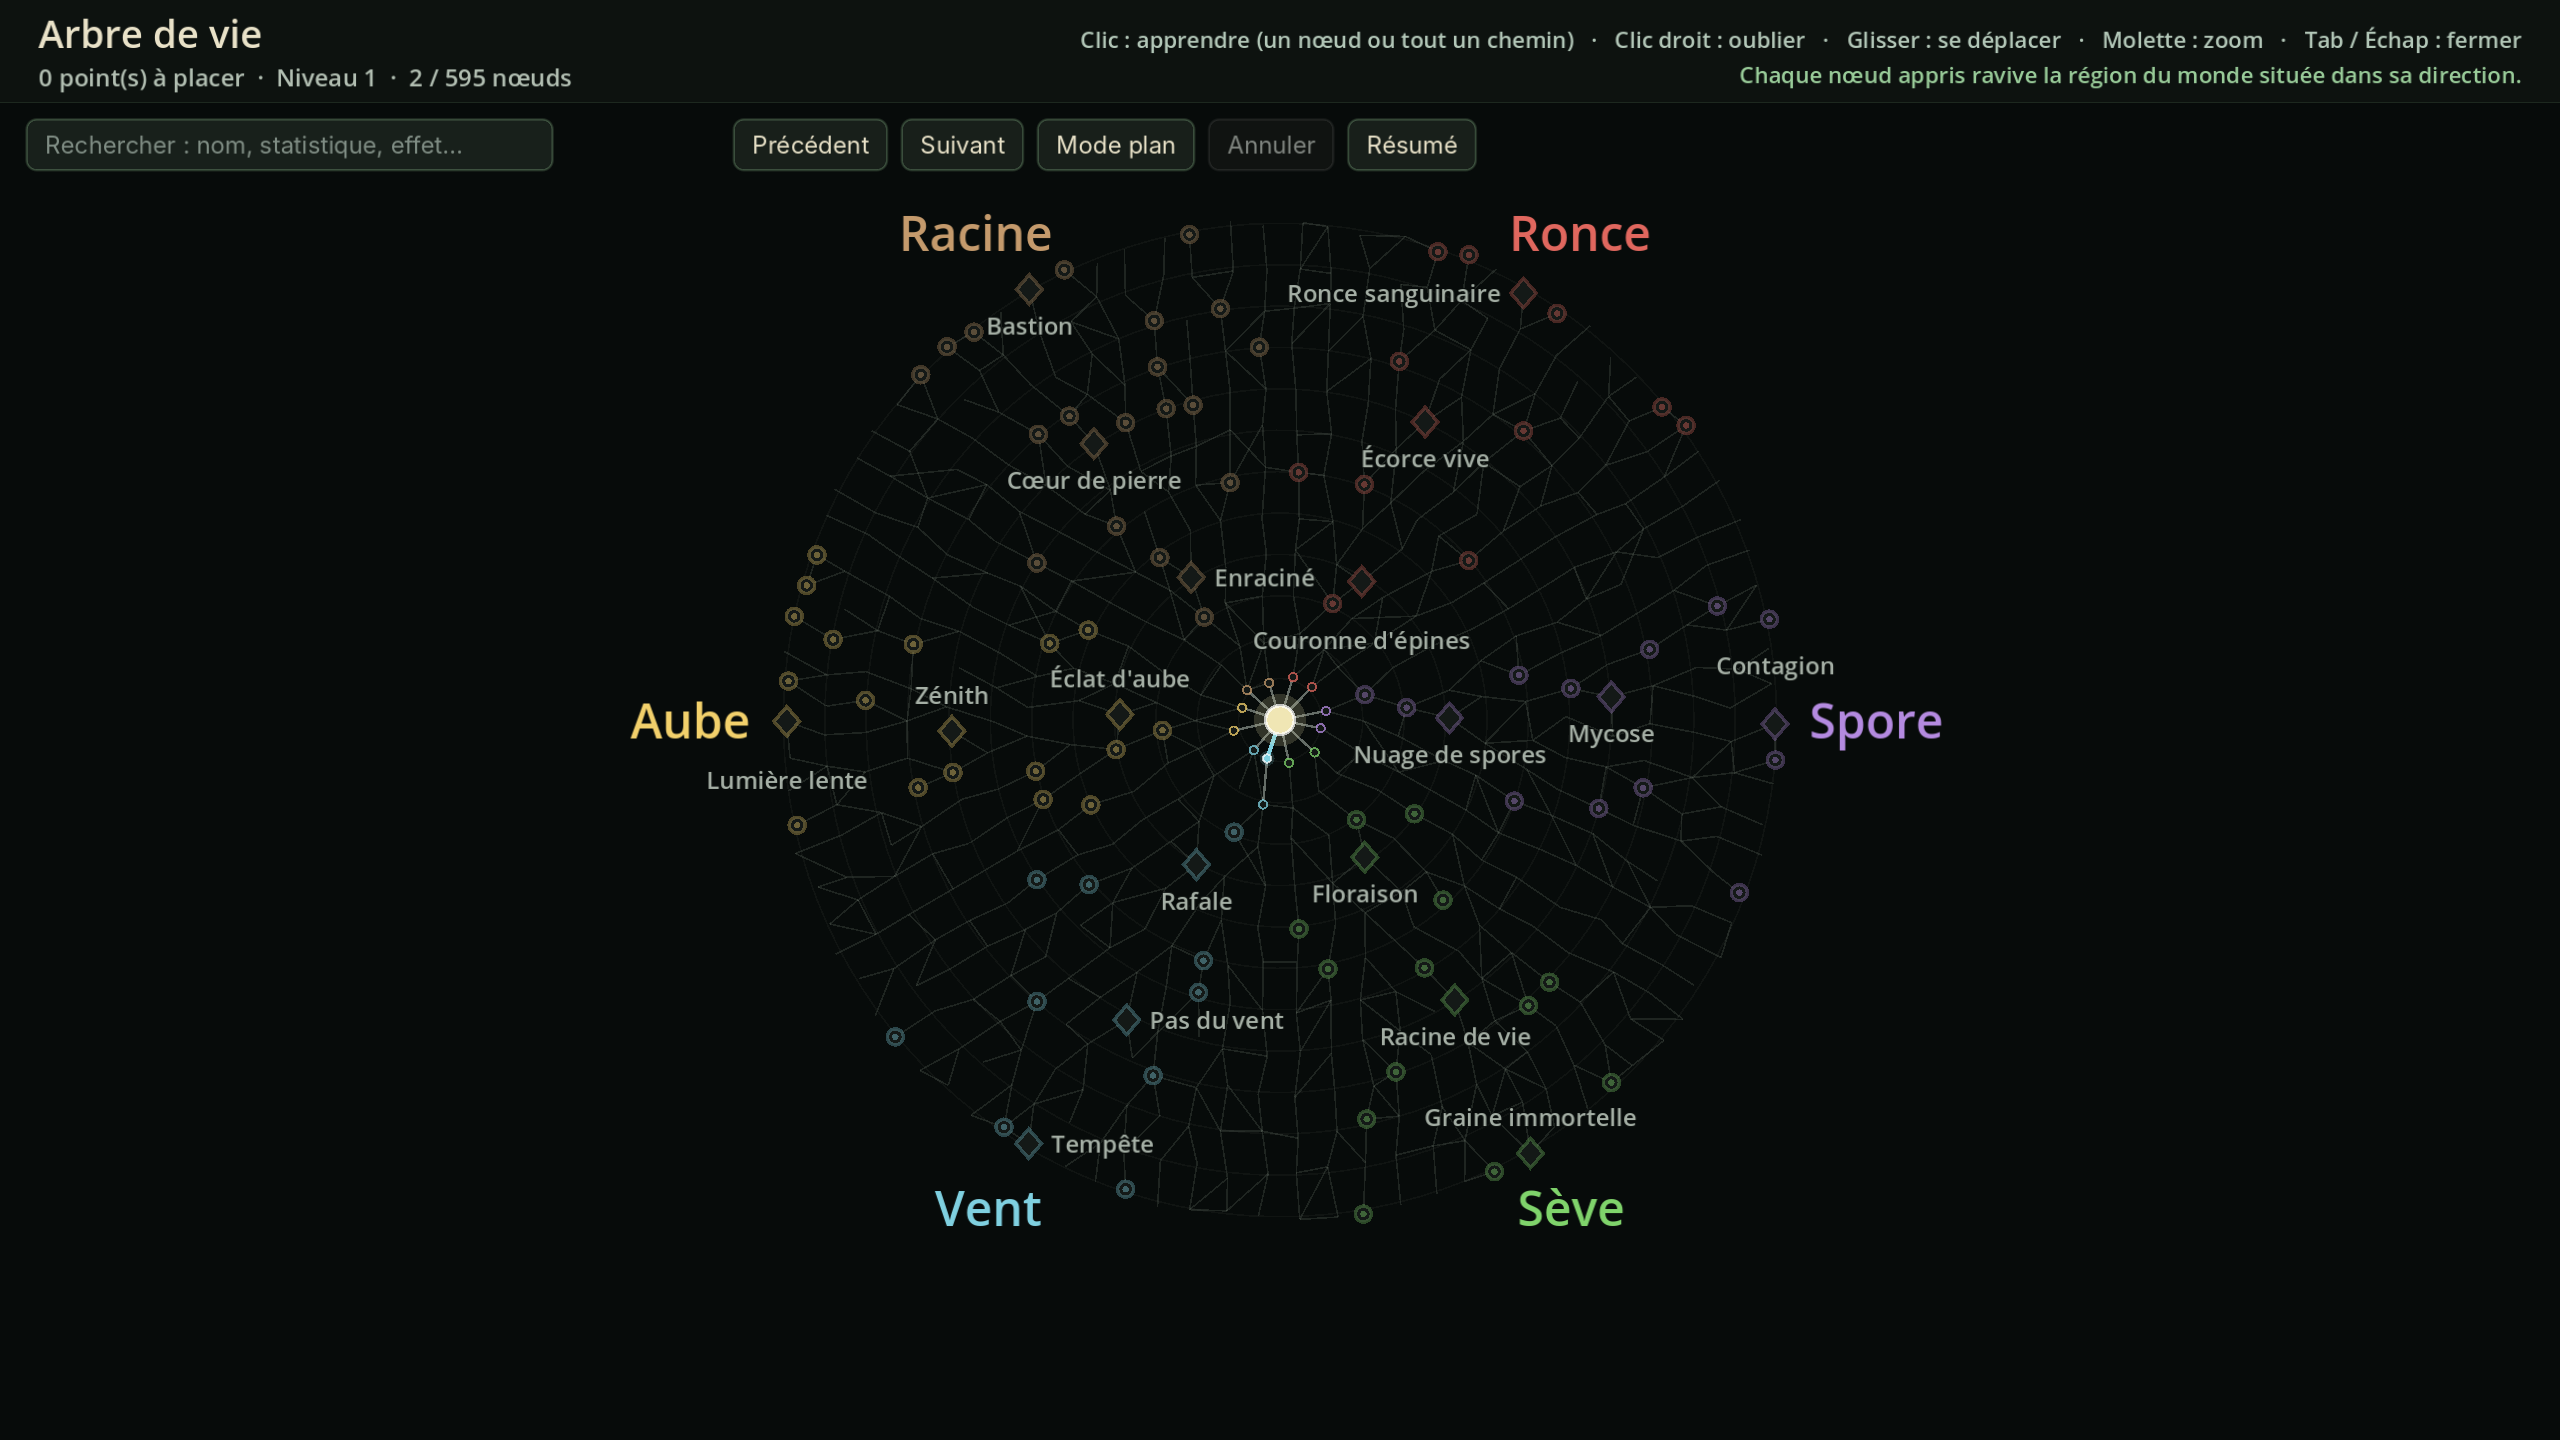 Arbre de vie
0 point(s) à placer · Niveau 1 · 2 / 595 nœuds
Clic : apprendre (un nœud ou tout un chemin) · Clic droit : oublier · Glisser : se déplacer · Molette : zoom · Tab / Échap : fermer
Chaque nœud appris ravive la région du monde située dans sa direction.
Rechercher : nom, statistique, effet...
Précédent
Suivant
Mode plan
Annuler
Résumé
Racine
Ronce
Ronce sanguinaire
Bastion
Écorce vive
Cœur de pierre
Enraciné
Couronne d'épines
Contagion
Éclat d'aube
Zénith
Aube
Spore
Mycose
Nuage de spores
Lumière lente
Floraison
Rafale
Pas du vent
Racine de vie
Graine immortelle
Tempête
Vent
Sève